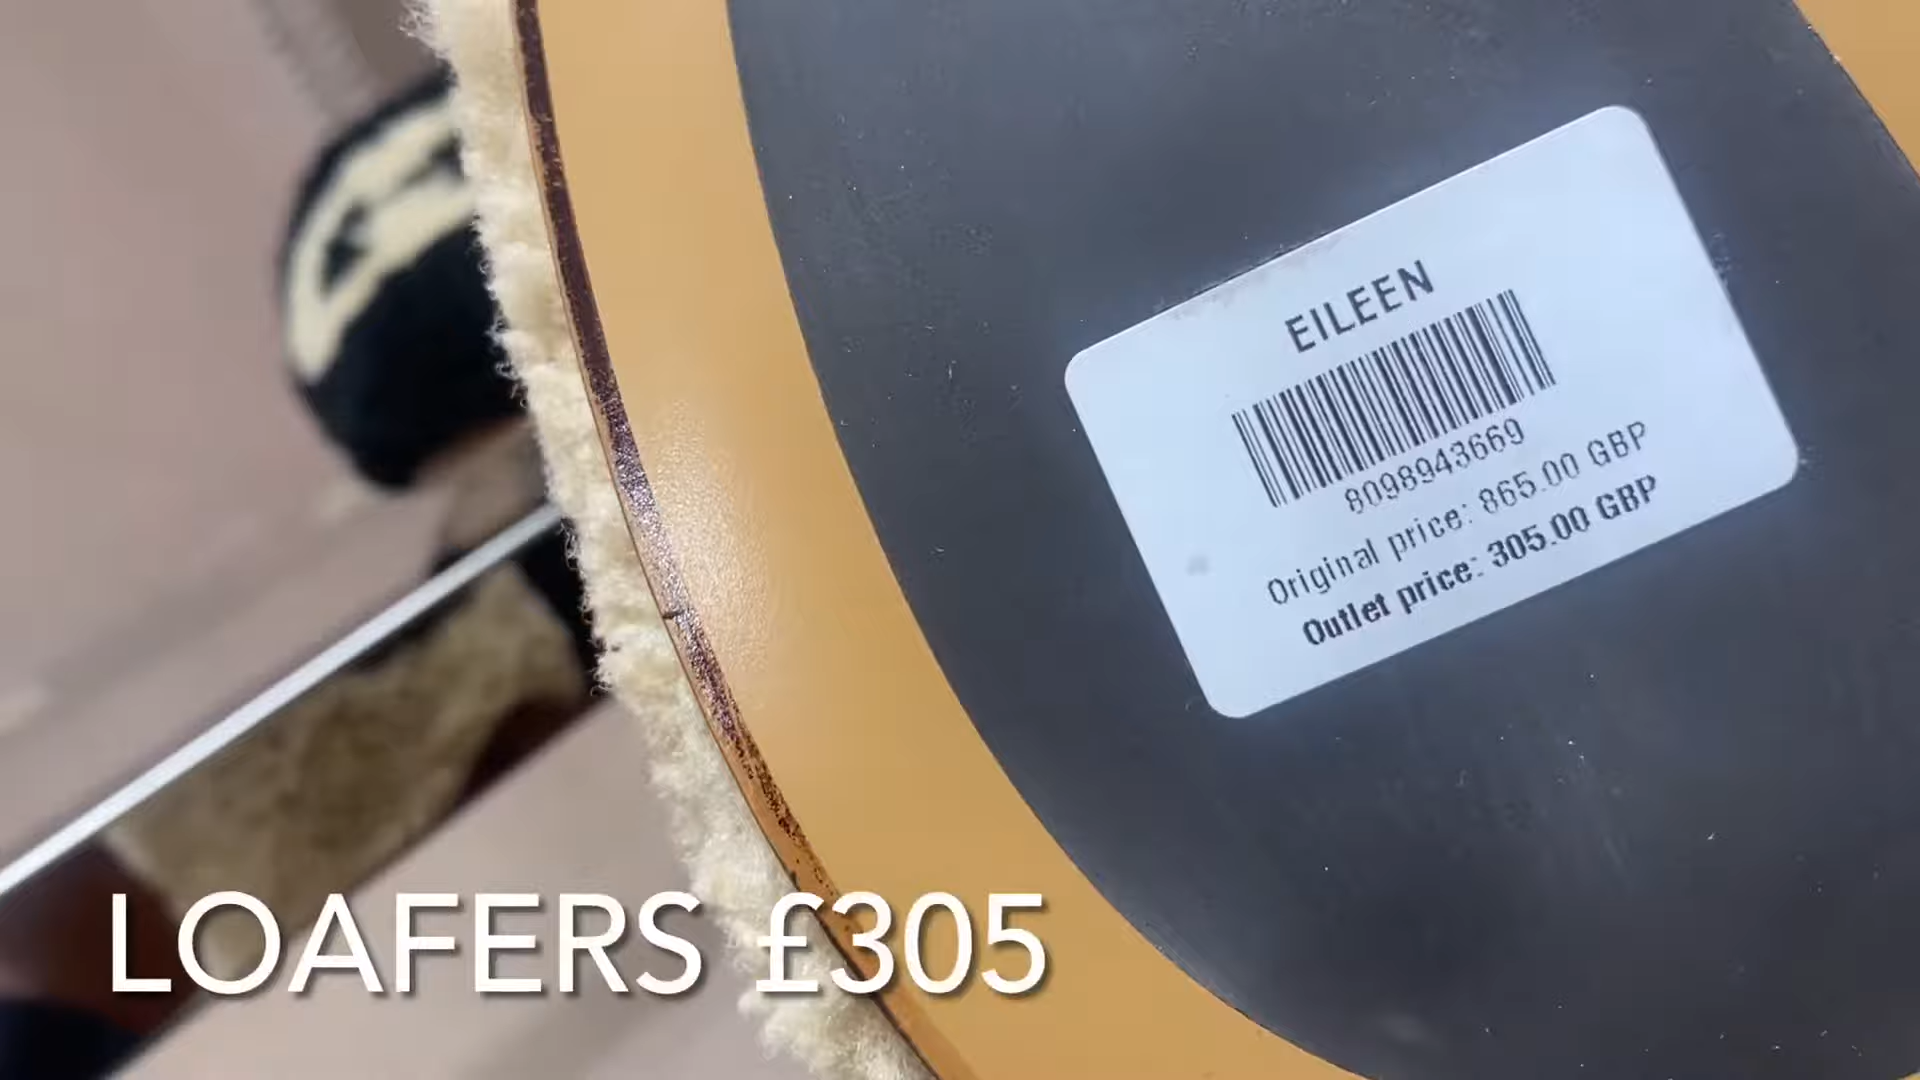 EILEEN
8098943669
Original price: 865.00 GBP
Outlet price: 305.00 GBP
LOAFERS £305